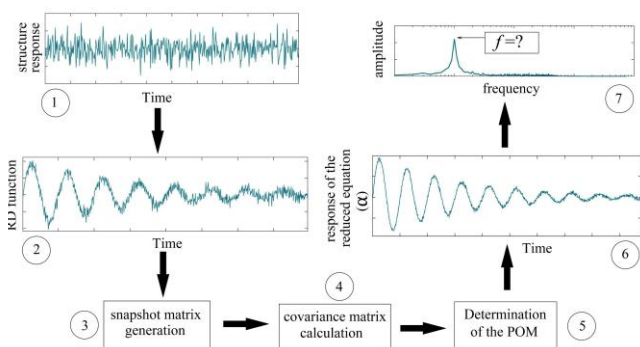 structure
response
1
Time
RD function
2
Time
3
snapshot matrix
generation
4
covariance matrix
calculation
Determination
of the POM
5
response of the
reduced equation
(α)
Time
6
amplitude
f=?
frequency
7